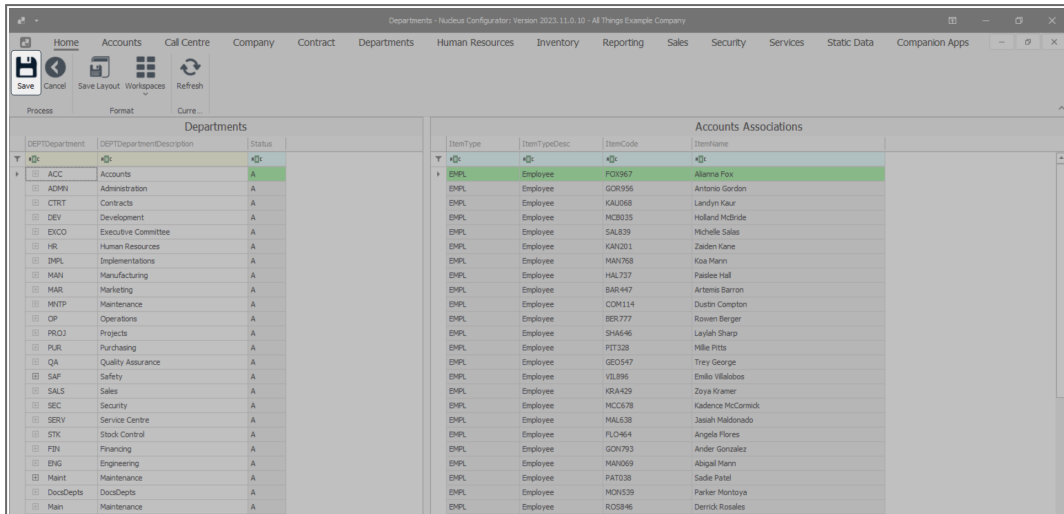 Departments - Nucleus Configurator: Version 2023.11.0.10 - All Things Example Company
Home Accounts Call Centre Company Contract Departments Human Resources Inventory Reporting Sales Security Services Static Data Companion Apps
Save Cancel Save Layout Workspaces Refresh
Process Format Curre...
Departments Accounts Associations
DEPTDepartment DEPTDepartmentDescription Status ItemType ItemTypeDesc ItemCode ItemName
ACC Accounts A EMPL Employee FOX967 Alianna Fox
ADMN Administration A EMPL Employee GOR956 Antonio Gordon
CTRT Contracts A EMPL Employee KAU068 Landyn Kaur
DEV Development A EMPL Employee MCB035 Holland McBride
EXCO Executive Committee A EMPL Employee SAL839 Michelle Salas
HR Human Resources A EMPL Employee KAN201 Zaiden Kane
IMPL Implementations A EMPL Employee MAN768 Koa Mann
MAN Manufacturing A EMPL Employee HAL737 Paislee Hall
MAR Marketing A EMPL Employee BAR447 Artemis Barron
MNTP Maintenance A EMPL Employee COM114 Dustin Compton
OP Operations A EMPL Employee BER777 Rowen Berger
PROJ Projects A EMPL Employee SHA646 Laylah Sharp
PUR Purchasing A EMPL Employee PIT328 Millie Pitts
QA Quality Assurance A EMPL Employee GEO547 Trey George
SAF Safety A EMPL Employee VIL896 Emilio Villalobos
SALS Sales A EMPL Employee KRA429 Zoya Kramer
SEC Security A EMPL Employee MCC678 Kadence McCormick
SERV Service Centre A EMPL Employee MAL638 Jasiah Maldonado
STK Stock Control A EMPL Employee FLO464 Angela Flores
FIN Financing A EMPL Employee GON793 Ander Gonzalez
ENG Engineering A EMPL Employee MAN069 Abigail Mann
Maint Maintenance A EMPL Employee PAT038 Sadie Patel
DocsDepts DocsDepts A EMPL Employee MON539 Parker Montoya
Main Maintenance A EMPL Employee ROS846 Derrick Rosales